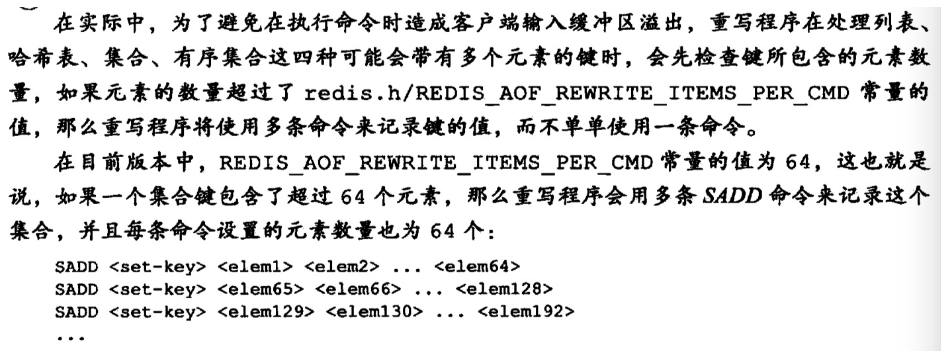 在实际中，为了避免在执行命令时造成客户端输入缓冲区溢出，重写程序在处理列表、
哈希表、集合、有序集合这四种可能会带有多个元素的键时，会先检查键所包含的元素数
量，如果元素的数量超过了 redis.h/REDIS_AOF_REWRITE_ITEMS_PER_CMD 常量的
值，那么重写程序将使用多条命令来记录键的值，而不单单使用一条命令。
在目前版本中，REDIS_AOF_REWRITE_ITEMS_PER_CMD 常量的值为 64，这也就是
说，如果一个集合键包含了超过 64 个元素，那么重写程序会用多条 SADD 命令来记录这个
集合，并且每条命令设置的元素数量也为 64 个：
SADD <set-key> <elem1> <elem2> ... <elem64>
SADD <set-key> <elem65> <elem66> ... <elem128>
SADD <set-key> <elem129> <elem130> ... <elem192>
...